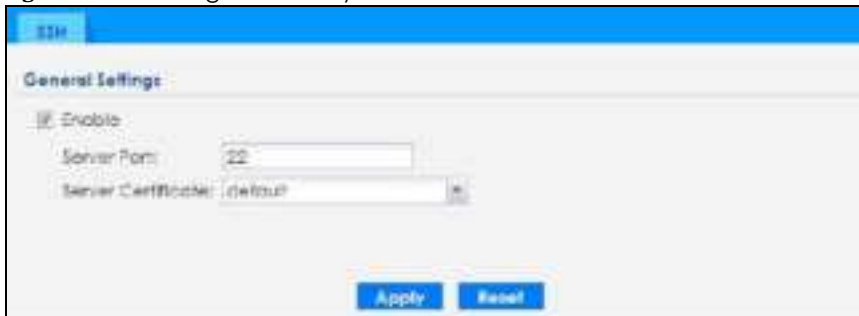 SSH
General Settings
Enable
Server Port: 22
Server Certificate: default
Apply Reset